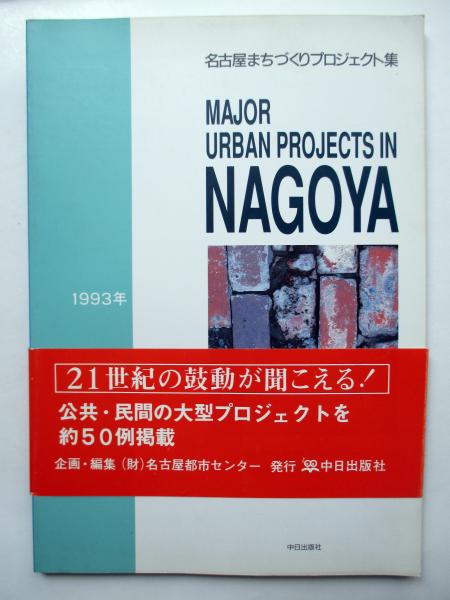 名古屋まちづくりプロジェクト集
MAJOR
URBAN PROJECTS IN
NAGOYA
1993年
21世紀の鼓動が聞こえる!
公共・民間の大型プロジェクトを
約50例掲載
企画・編集(財)名古屋都市センター 発行 中日出版社
中日出版社